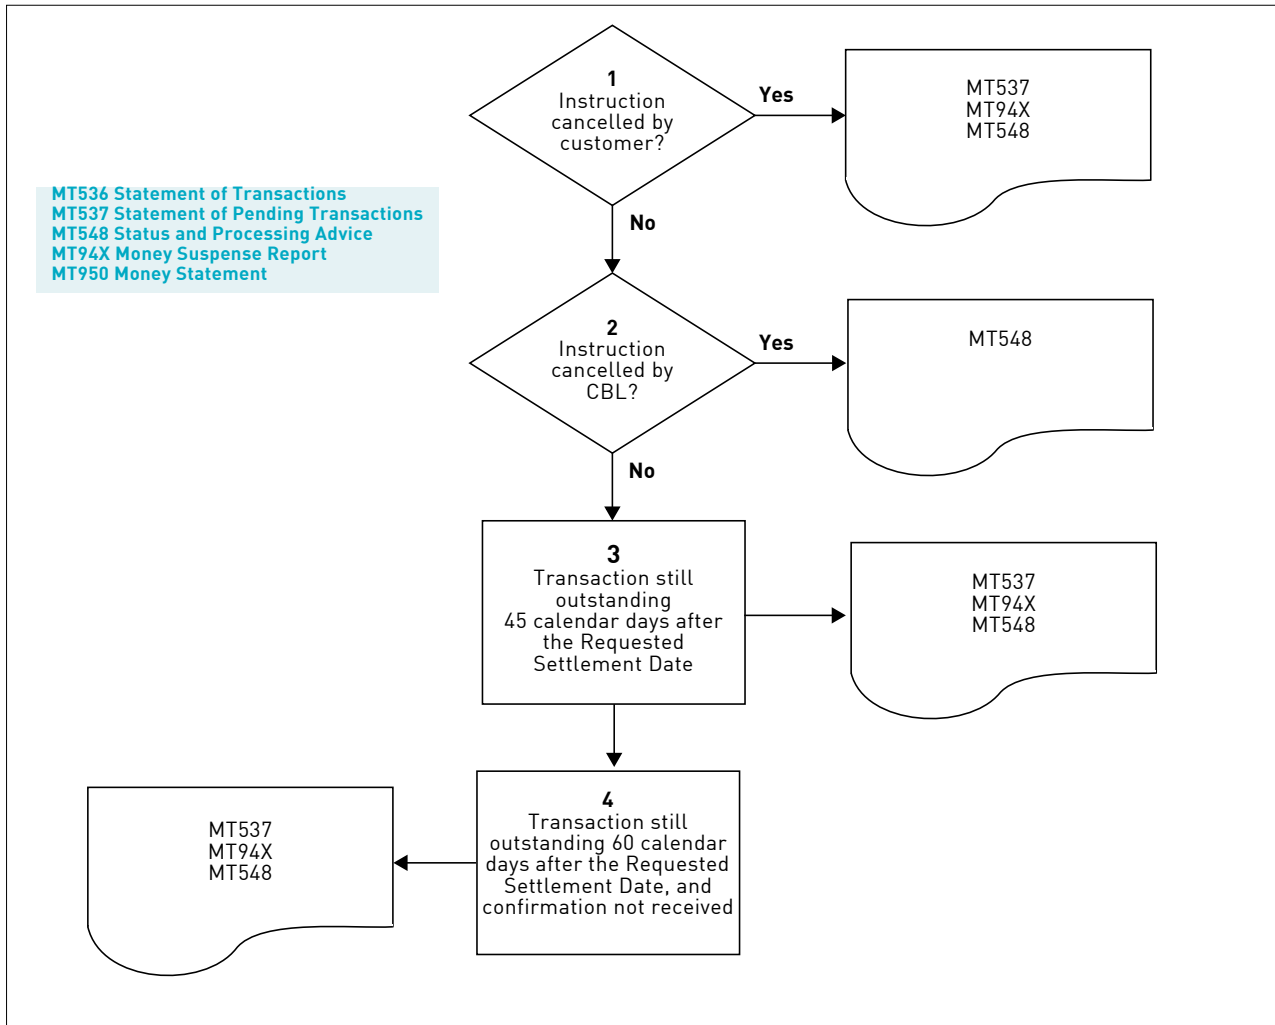 1
Instruction
cancelled by
customer?
Yes
MT537
MT94X
MT548
MT536 Statement of Transactions
MT537 Statement of Pending Transactions
MT548 Status and Processing Advice
MT94X Money Suspense Report
MT950 Money Statement
No
2
Instruction
cancelled by
CBL?
Yes
MT548
No
3
Transaction still
outstanding
45 calendar days after
the Requested
Settlement Date
MT537
MT94X
MT548
4
Transaction still
outstanding 60 calendar
days after the Requested
Settlement Date, and
confirmation not received
MT537
MT94X
MT548